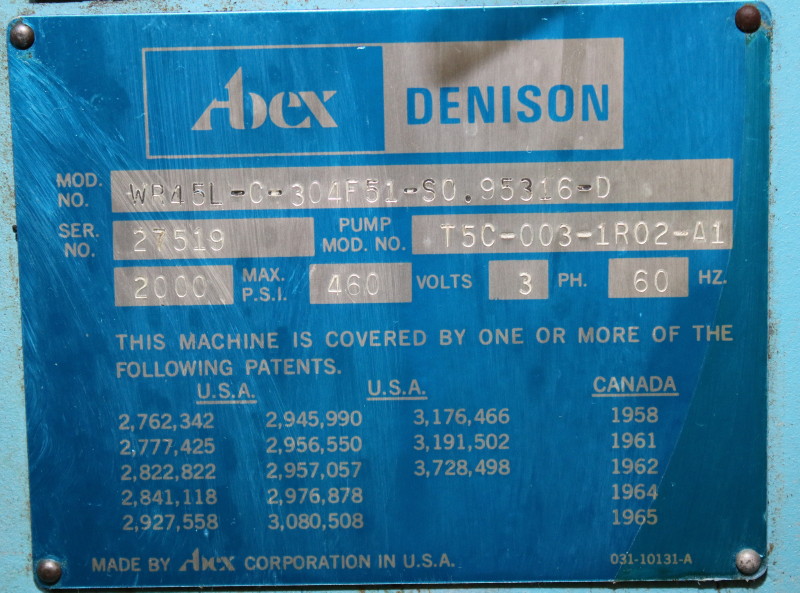 Abex DENISON
MOD. NO. WR45L-C-304F51-SO.95316-D
SER. NO. 27519 PUMP MOD. NO. T5C-003-1R02-A1
2000 MAX. P.S.I. 460 VOLTS 3 PH. 60 HZ.
THIS MACHINE IS COVERED BY ONE OR MORE OF THE
FOLLOWING PATENTS.
U.S.A. U.S.A. CANADA
2,762,342 2,945,990 3,176,466 1958
2,777,425 2,956,550 3,191,502 1961
2,822,822 2,957,057 3,728,498 1962
2,841,118 2,976,878 1964
2,927,558 3,080,508 1965
MADE BY Abex CORPORATION IN U.S.A. 031-10131-A